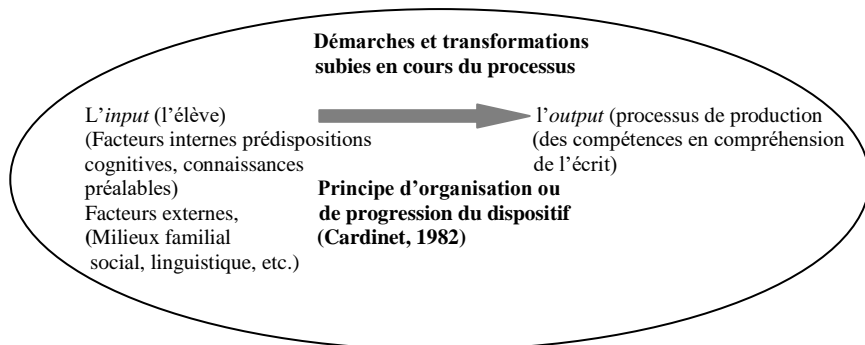 Démarches et transformations
subies en cours du processus
L'input (l'élève)
(Facteurs internes prédispositions
cognitives, connaissances
préalables)
Facteurs externes,
(Milieux familial
social, linguistique, etc.)
l'output (processus de production
(des compétences en compréhension
de l'écrit)
Principe d'organisation ou
de progression du dispositif
(Cardinet, 1982)